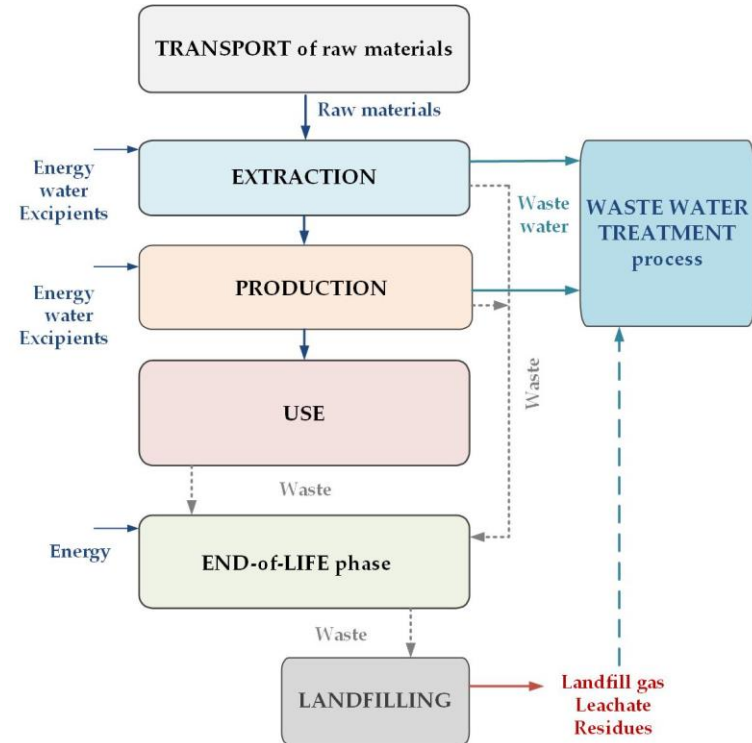 TRANSPORT of raw materials
Raw materials
Energy
water
Excipients
EXTRACTION
Waste
water
WASTE WATER
TREATMENT
process
Energy
water
Excipients
PRODUCTION
Waste
USE
Waste
Energy
END-of-LIFE phase
Waste
LANDFILLING
Landfill gas
Leachate
Residues